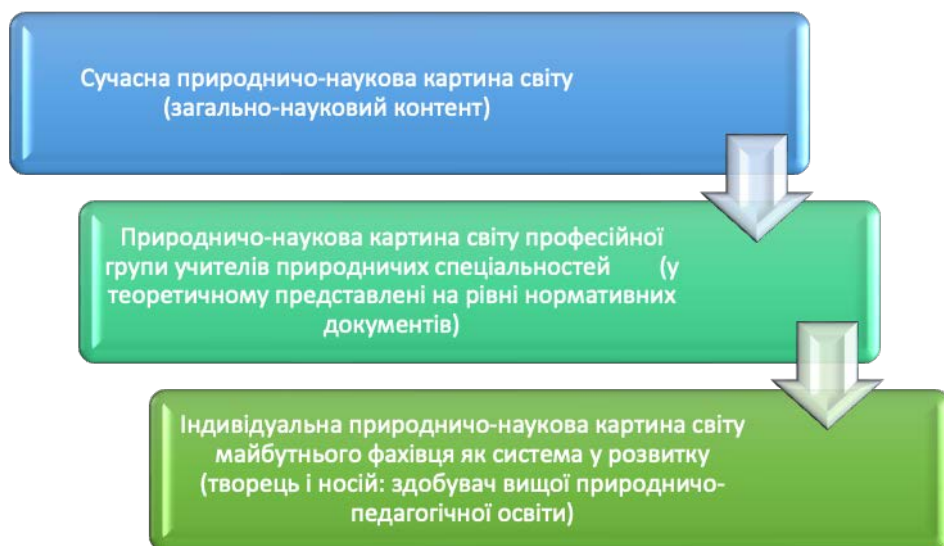 Сучасна природничо-наукова картина світу
(загально-науковий контент)
Природничо-наукова картина світу професійної
групи учителів природничих спеціальностей (у
теоретичному представлені на рівні нормативних
документів)
Індивідуальна природничо-наукова картина світу
майбутнього фахівця як система у розвитку
(творець і носій: здобувач вищої природничо-
педагогічної освіти)